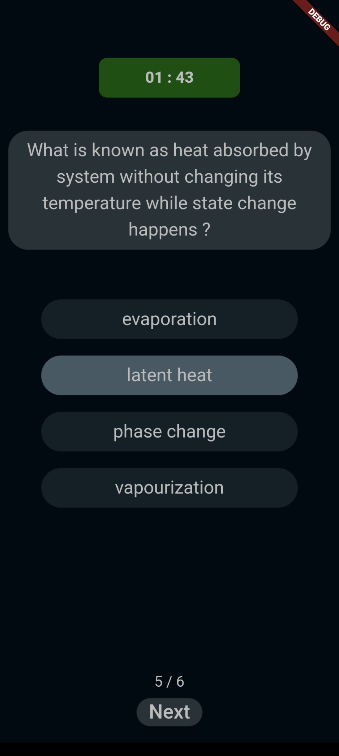 DEBUG
01 : 43
What is known as heat absorbed by
system without changing its
temperature while state change
happens ?
evaporation
latent heat
phase change
vapourization
5 / 6
Next